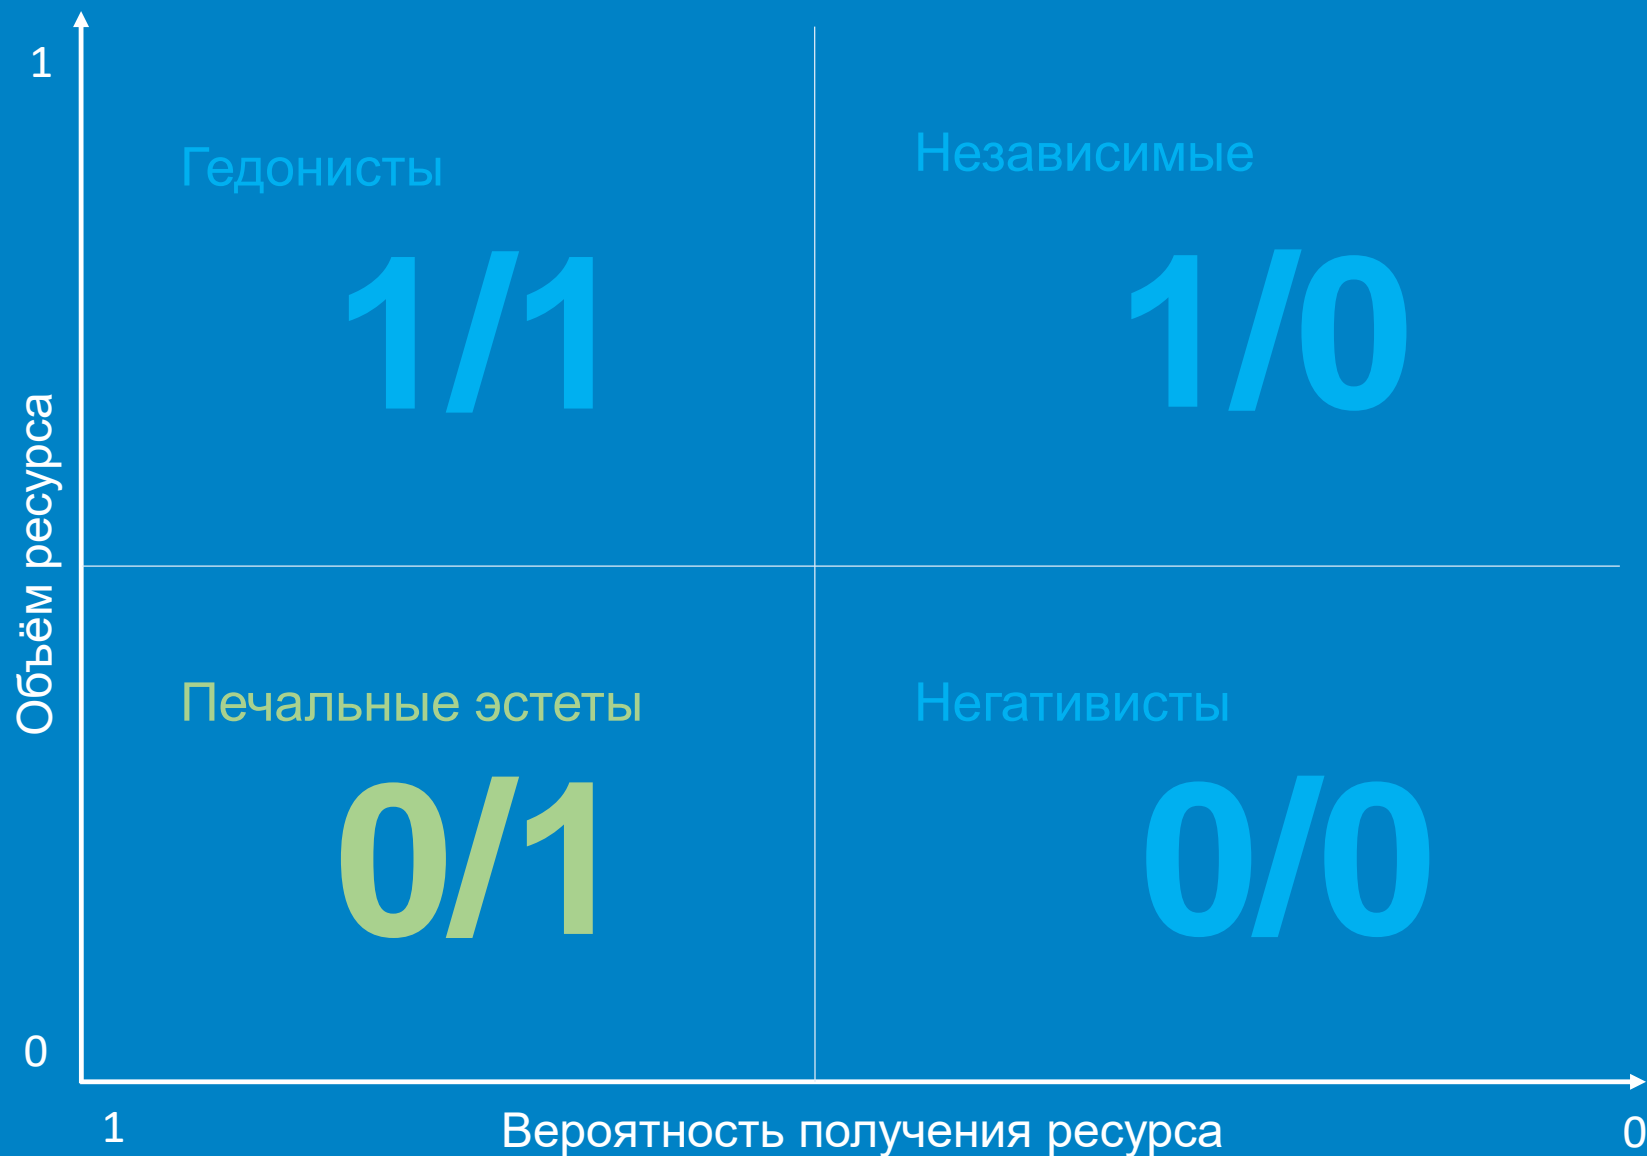 1
Гедонисты
Независимые
1/1
1/0
Объём ресурса
Печальные эстеты
Негативисты
0/1
0/0
0
1
Вероятность получения ресурса
0